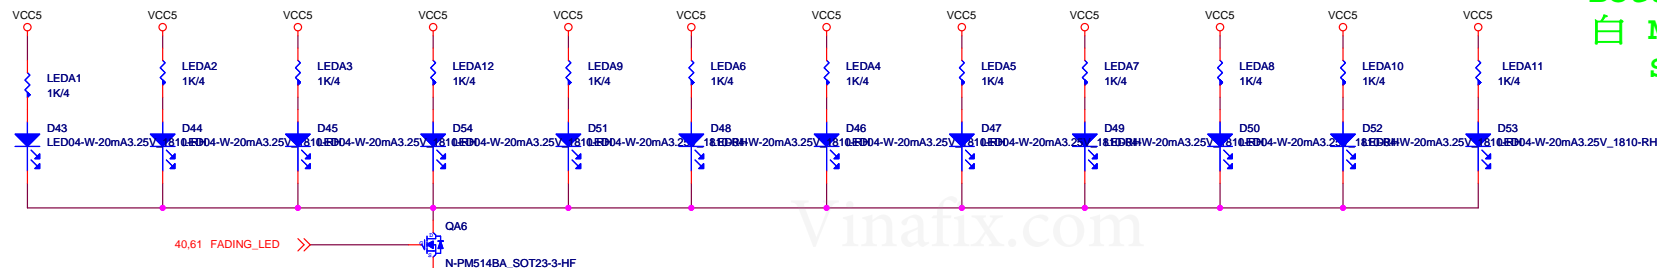 VCC5 VCC5 VCC5 VCC5 VCC5 VCC5 VCC5 VCC5 VCC5 VCC5 VCC5 VCC5
LEDA1 LEDA2 LEDA3 LEDA12 LEDA9 LEDA6 LEDA4 LEDA5 LEDA7 LEDA8 LEDA10 LEDA11
1K/4 1K/4 1K/4 1K/4 1K/4 1K/4 1K/4 1K/4 1K/4 1K/4 1K/4 1K/4
D43 D44 D45 D54 D51 D48 D46 D47 D49 D50 D52 D53
LED04-W-20mA3.25V_1810-RH
白
Vinafix.com
QA6
40,61 FADING_LED
N-PM514BA_SOT23-3-HF